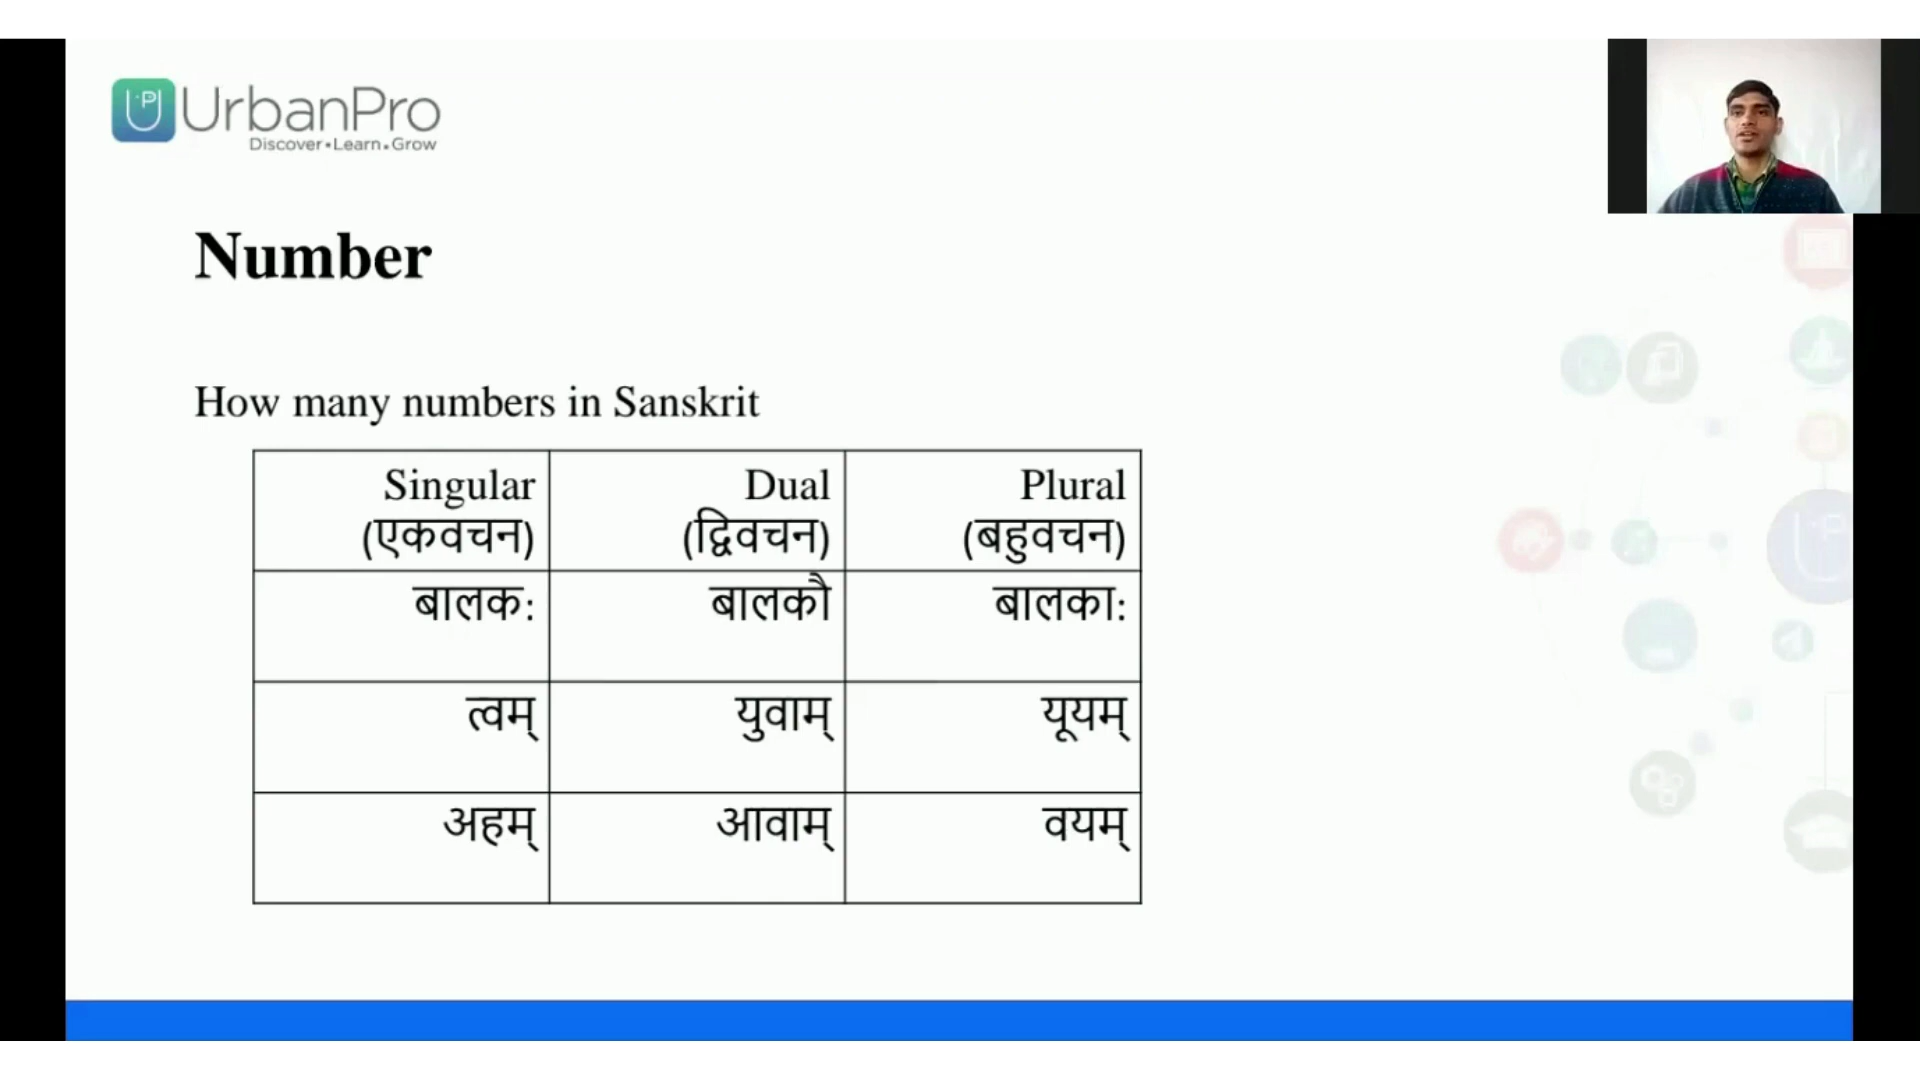 UrbanPro
Discover•Learn•Grow
Number
How many numbers in Sanskrit
Singular Dual Plural
(एकवचन) (द्विवचन) (बहुवचन)
बालक: बालकौ बालका:
त्वम् युवाम् यूयम्
अहम् आवाम् वयम्